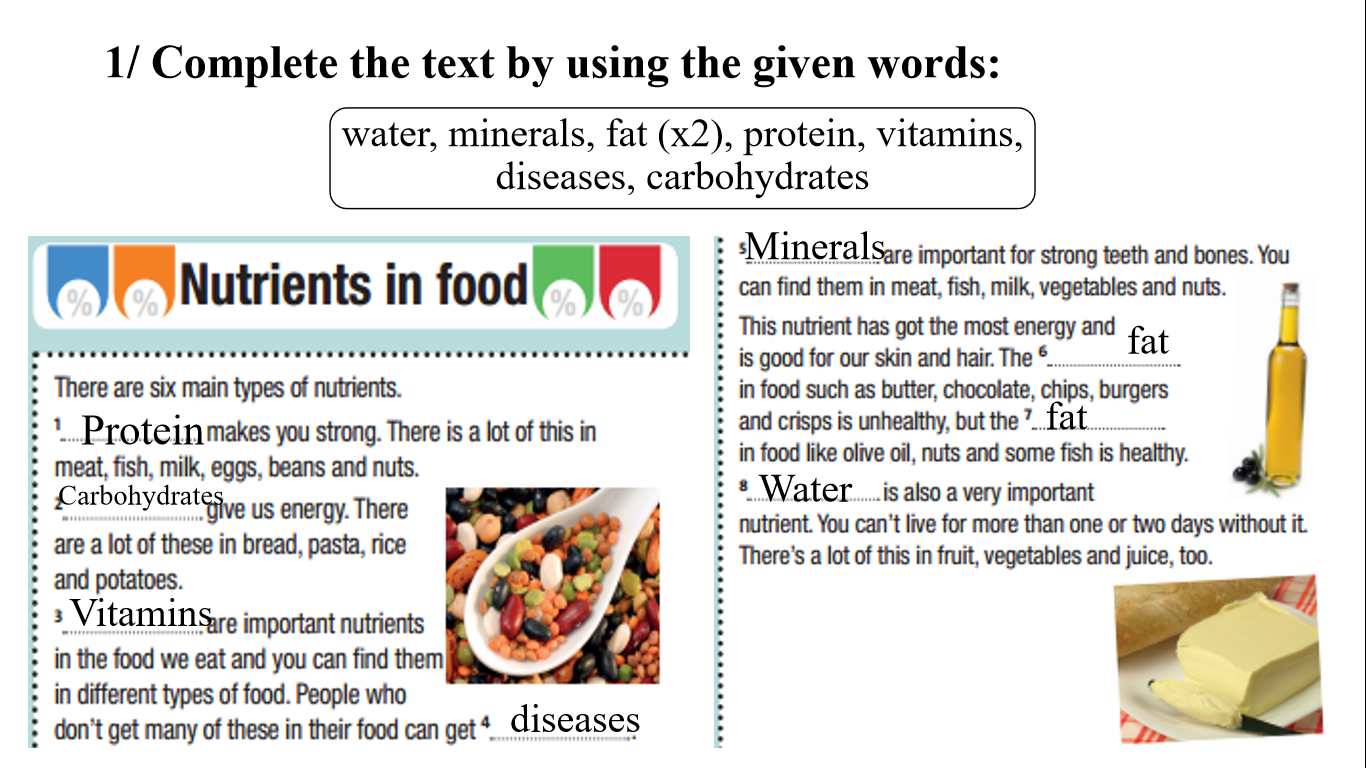 1/ Complete the text by using the given words:
water, minerals, fat (x2), protein, vitamins,
diseases, carbohydrates
% % Nutrients in food % %
There are six main types of nutrients.
1 Protein makes you strong. There is a lot of this in
meat, fish, milk, eggs, beans and nuts.
2 Carbohydrates give us energy. There
are a lot of these in bread, pasta, rice
and potatoes.
3 Vitamins are important nutrients
in the food we eat and you can find them
in different types of food. People who
don't get many of these in their food can get 4 diseases.
5 Minerals are important for strong teeth and bones. You
can find them in meat, fish, milk, vegetables and nuts.
This nutrient has got the most energy and
is good for our skin and hair. The 6 fat
in food such as butter, chocolate, chips, burgers
and crisps is unhealthy, but the 7 fat
in food like olive oil, nuts and some fish is healthy.
8 Water is also a very important
nutrient. You can't live for more than one or two days without it.
There's a lot of this in fruit, vegetables and juice, too.